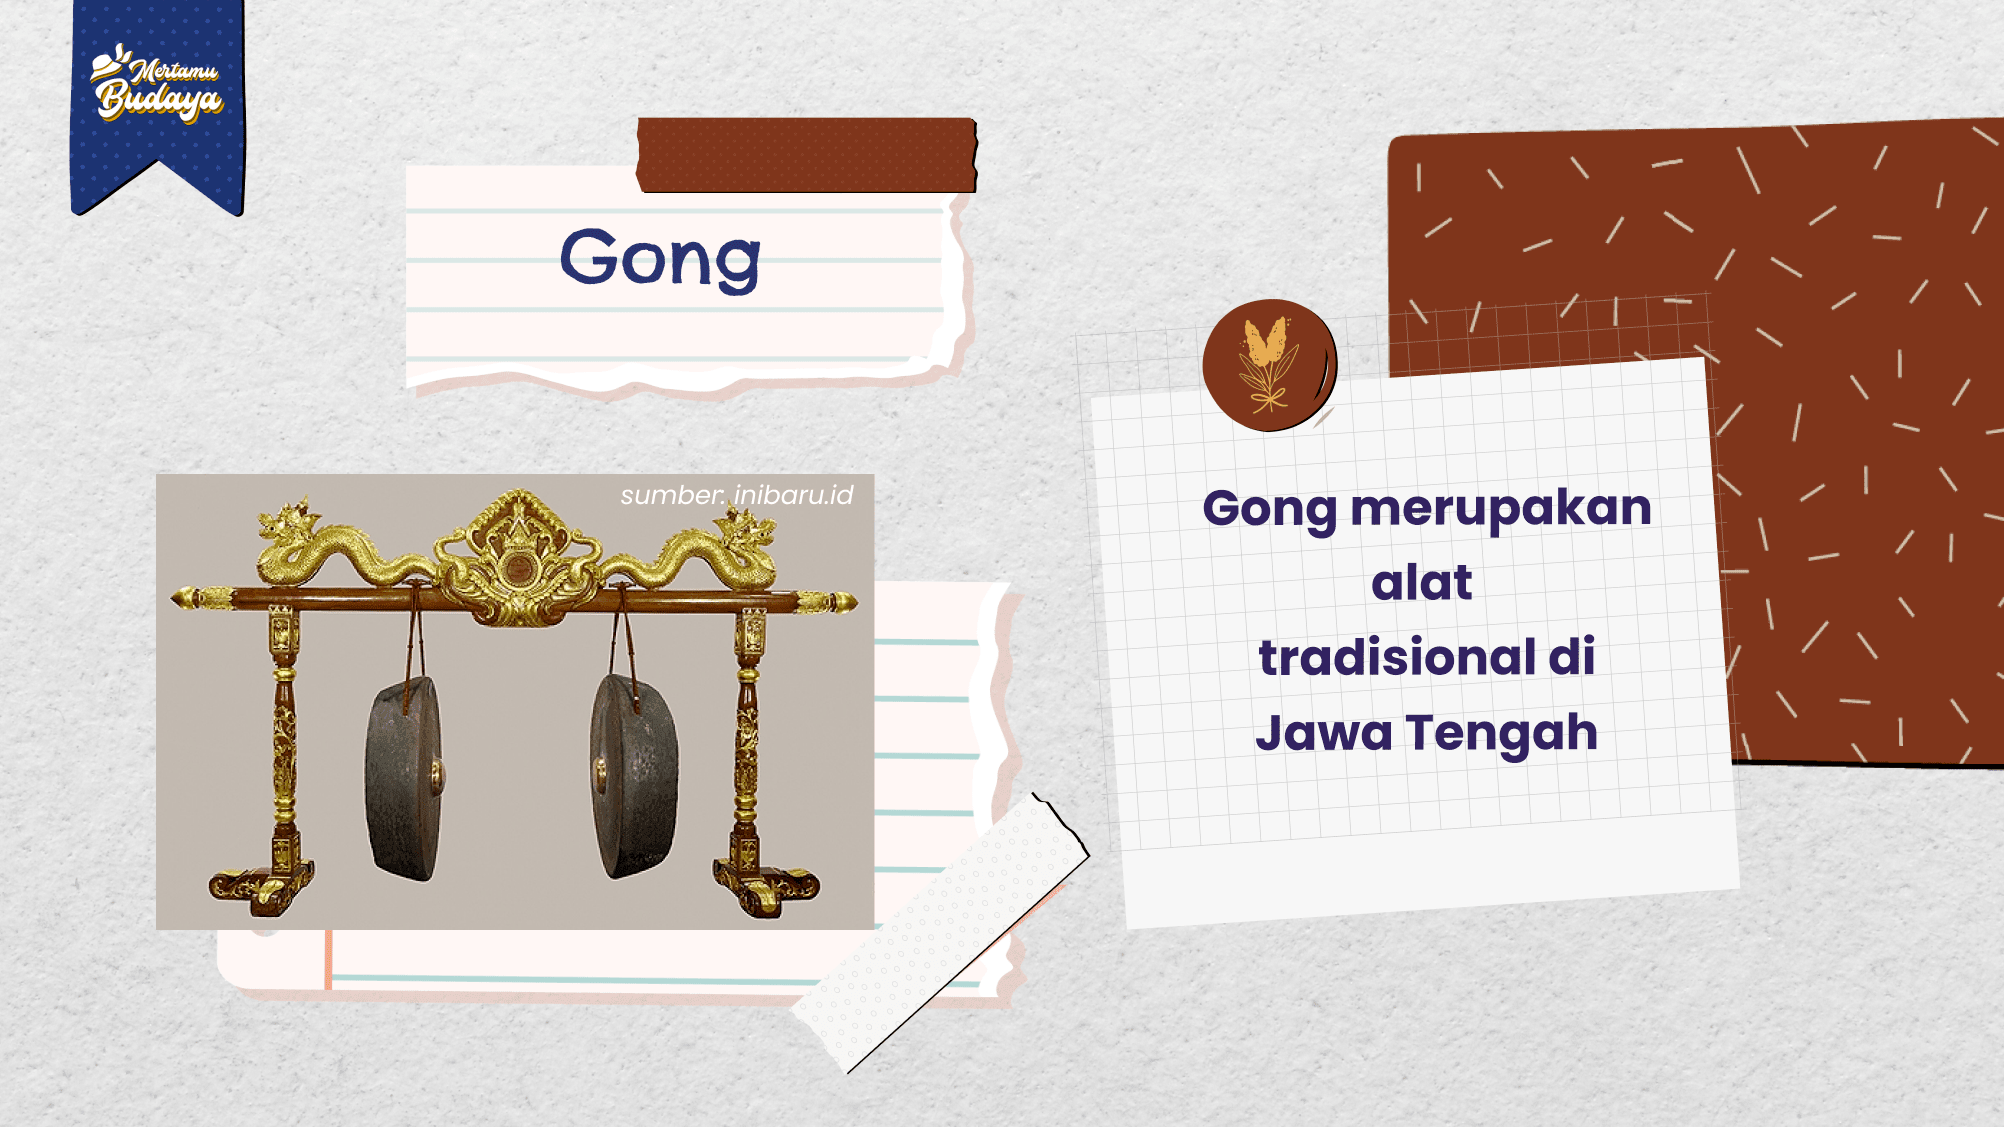 Mertamu
Budaya
Gong
sumber: inibaru.id
Gong merupakan
alat
tradisional di
Jawa Tengah